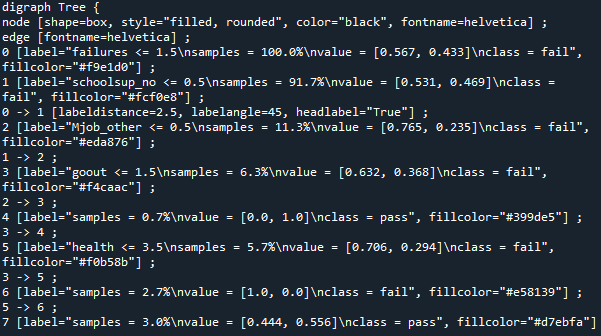 digraph Tree {
node [shape=box, style="filled, rounded", color="black", fontname=helvetica] ;
edge [fontname=helvetica] ;
0 [label="failures <= 1.5\nsamples = 100.0%\nvalue = [0.567, 0.433]\nclass = fail",
fillcolor="#f9e1d0"] ;
1 [label="schoolsup_no <= 0.5\nsamples = 91.7%\nvalue = [0.531, 0.469]\nclass =
fail", fillcolor="#fcf0e8"] ;
0 -> 1 [labeldistance=2.5, labelangle=45, headlabel="True"] ;
2 [label="Mjob_other <= 0.5\nsamples = 11.3%\nvalue = [0.765, 0.235]\nclass = fail",
fillcolor="#eda876"] ;
1 -> 2 ;
3 [label="goout <= 1.5\nsamples = 6.3%\nvalue = [0.632, 0.368]\nclass = fail",
fillcolor="#f4caac"] ;
2 -> 3 ;
4 [label="samples = 0.7%\nvalue = [0.0, 1.0]\nclass = pass", fillcolor="#399de5"] ;
3 -> 4 ;
5 [label="health <= 3.5\nsamples = 5.7%\nvalue = [0.706, 0.294]\nclass = fail",
fillcolor="#f0b58b"] ;
3 -> 5 ;
6 [label="samples = 2.7%\nvalue = [1.0, 0.0]\nclass = fail", fillcolor="#e58139"] ;
5 -> 6 ;
7 [label="samples = 3.0%\nvalue = [0.444, 0.556]\nclass = pass", fillcolor="#d7ebfa"]